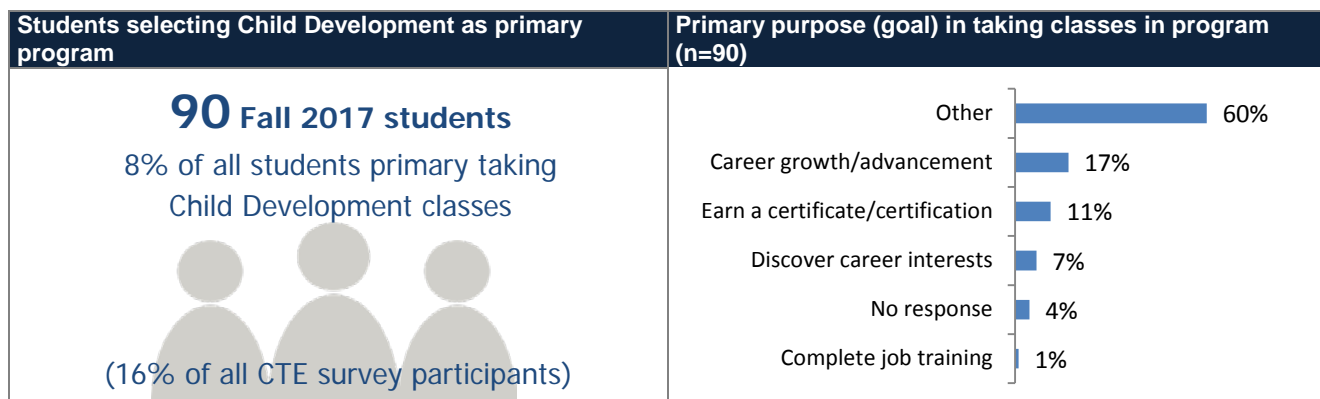 Students selecting Child Development as primary
program
Primary purpose (goal) in taking classes in program
(n=90)
90 Fall 2017 students
8% of all students primary taking
Child Development classes
(16% of all CTE survey participants)
Other 60%
Career growth/advancement 17%
Earn a certificate/certification 11%
Discover career interests 7%
No response 4%
Complete job training 1%